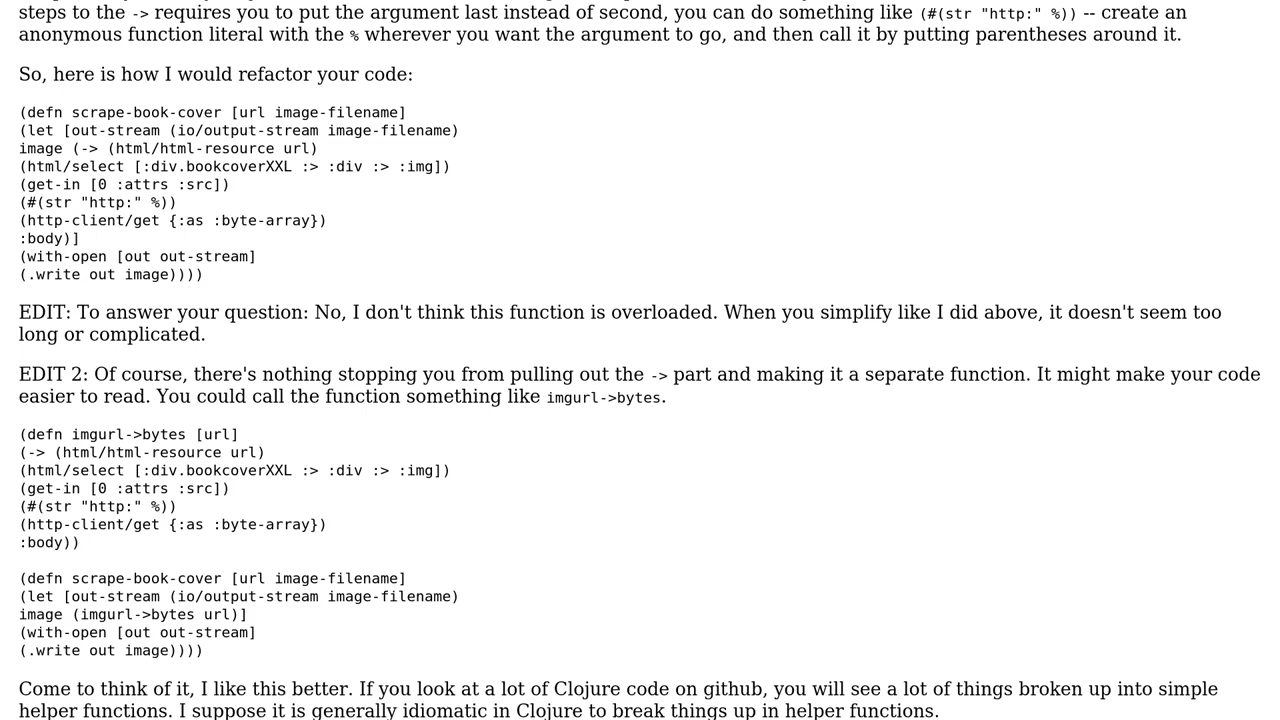 steps to the -> requires you to put the argument last instead of second, you can do something like (#(str "http:" %)) -- create an
anonymous function literal with the % wherever you want the argument to go, and then call it by putting parentheses around it.
So, here is how I would refactor your code:
(defn scrape-book-cover [url image-filename]
(let [out-stream (io/output-stream image-filename)
image (-> (html/html-resource url)
(html/select [:div.bookcoverXXL :> :div :> :img])
(get-in [0 :attrs :src])
(#(str "http:" %))
(http-client/get {:as :byte-array})
:body)]
(with-open [out out-stream]
(.write out image))))
EDIT: To answer your question: No, I don't think this function is overloaded. When you simplify like I did above, it doesn't seem too
long or complicated.
EDIT 2: Of course, there's nothing stopping you from pulling out the -> part and making it a separate function. It might make your code
easier to read. You could call the function something like imgurl->bytes.
(defn imgurl->bytes [url]
(-> (html/html-resource url)
(html/select [:div.bookcoverXXL :> :div :> :img])
(get-in [0 :attrs :src])
(#(str "http:" %))
(http-client/get {:as :byte-array})
:body))
(defn scrape-book-cover [url image-filename]
(let [out-stream (io/output-stream image-filename)
image (imgurl->bytes url)]
(with-open [out out-stream]
(.write out image))))
Come to think of it, I like this better. If you look at a lot of Clojure code on github, you will see a lot of things broken up into simple
helper functions. I suppose it is generally idiomatic in Clojure to break things up in helper functions.